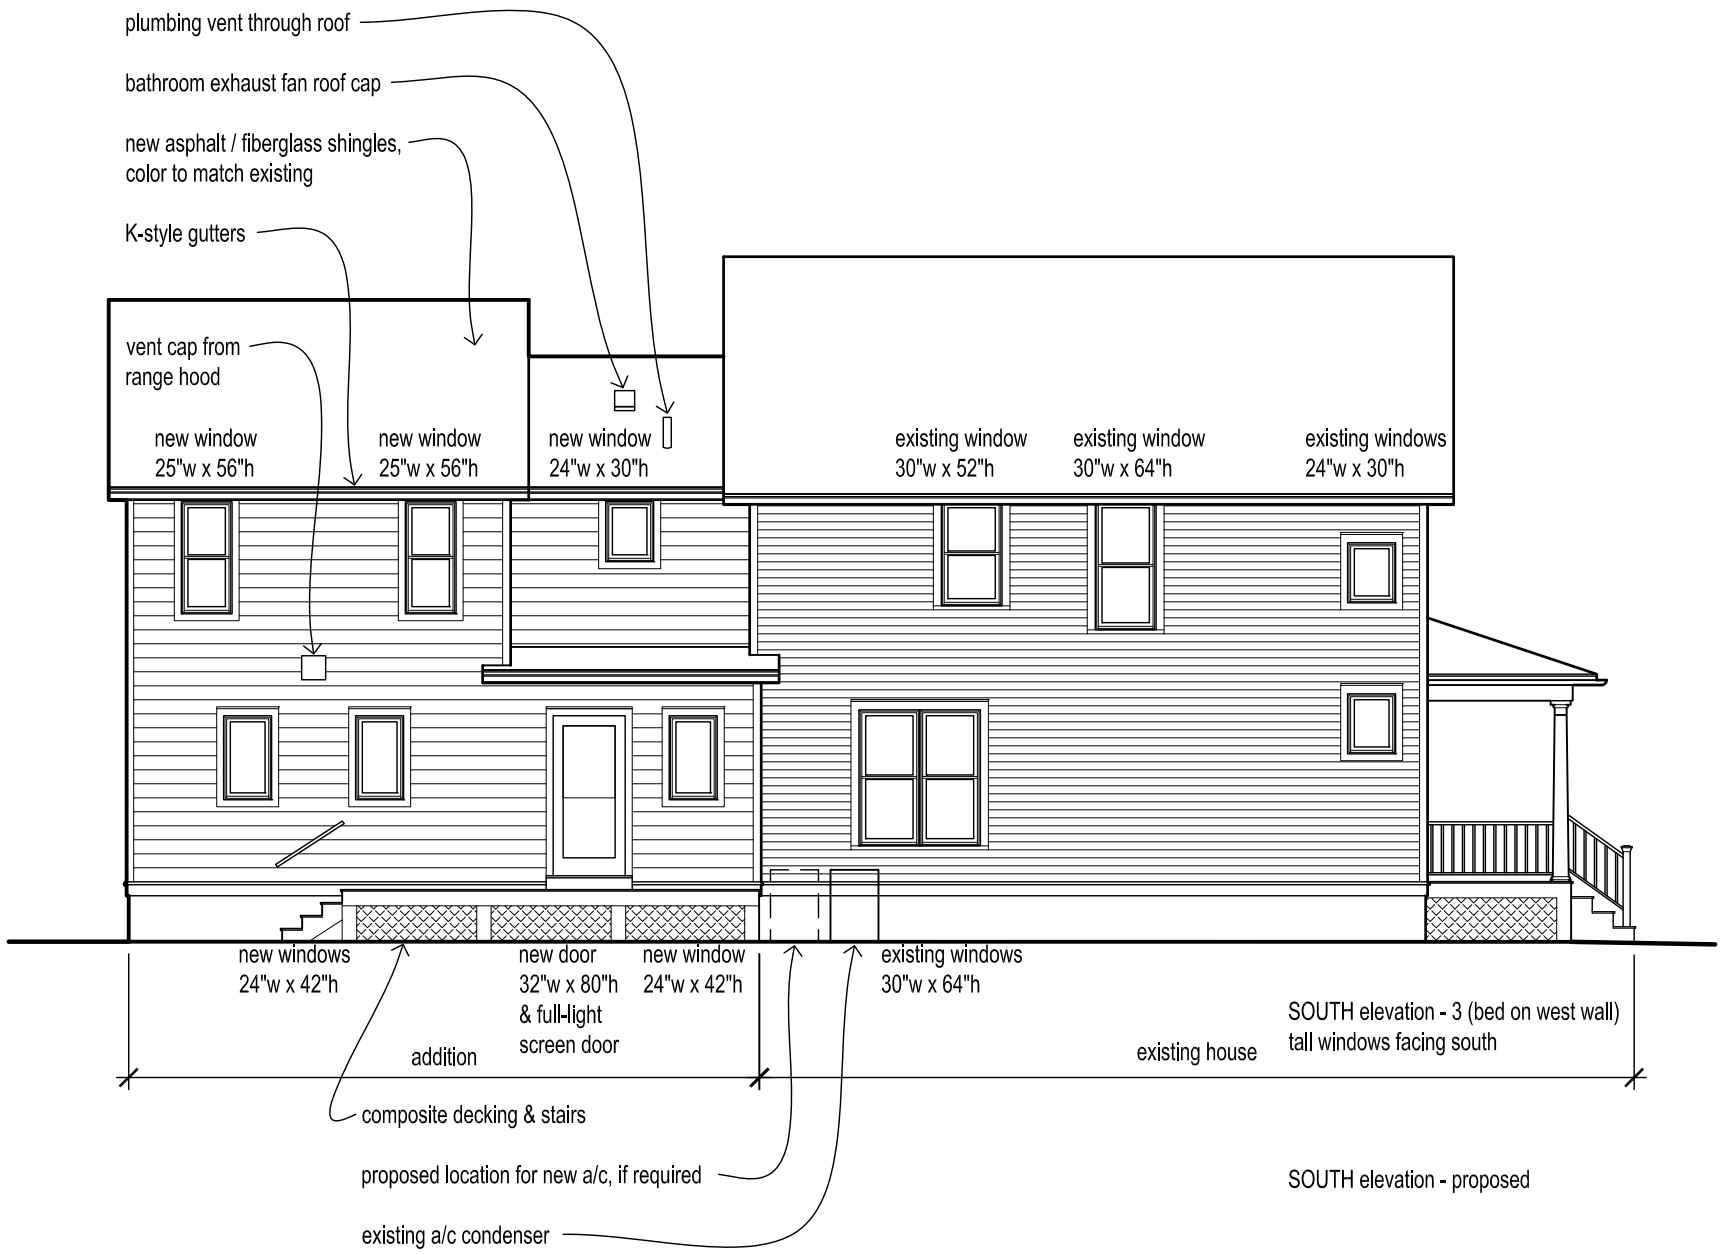 plumbing vent through roof
bathroom exhaust fan roof cap
new asphalt / fiberglass shingles,
color to match existing
K-style gutters
vent cap from
range hood
new window
25"w x 56"h
new window
25"w x 56"h
new window
24"w x 30"h
existing window
30"w x 52"h
existing window
30"w x 64"h
existing windows
24"w x 30"h
new windows
24"w x 42"h
new door
32"w x 80"h
& full-light
screen door
new window
24"w x 42"h
existing windows
30"w x 64"h
SOUTH elevation - 3 (bed on west wall)
tall windows facing south
addition
existing house
composite decking & stairs
proposed location for new a/c, if required
SOUTH elevation - proposed
existing a/c condenser